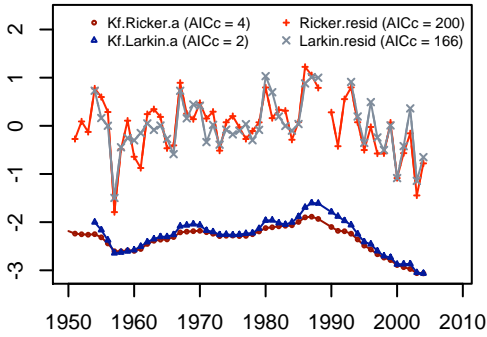 Kf.Ricker.a (AICc = 4) Ricker.resid (AICc = 200)
Kf.Larkin.a (AICc = 2) Larkin.resid (AICc = 166)
2
1
0
-1
-2
-3
1950 1960 1970 1980 1990 2000 2010